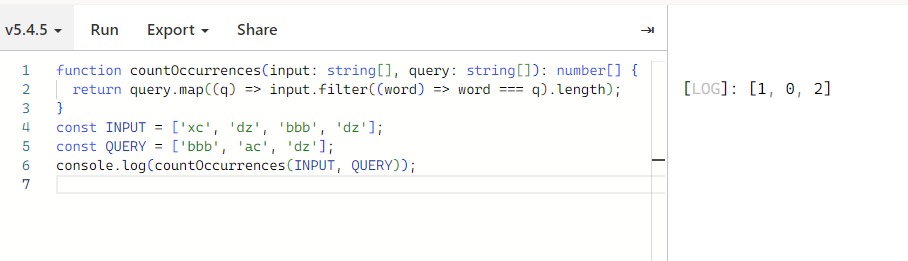 v5.4.5 Run Export Share
1 function countOccurrences(input: string[], query: string[]): number[] {
2 return query.map((q) => input.filter((word) => word === q).length);
3 }
4 const INPUT = ['xc', 'dz', 'bbb', 'dz'];
5 const QUERY = ['bbb', 'ac', 'dz'];
6 console.log(countOccurrences(INPUT, QUERY));
7
[LOG]: [1, 0, 2]